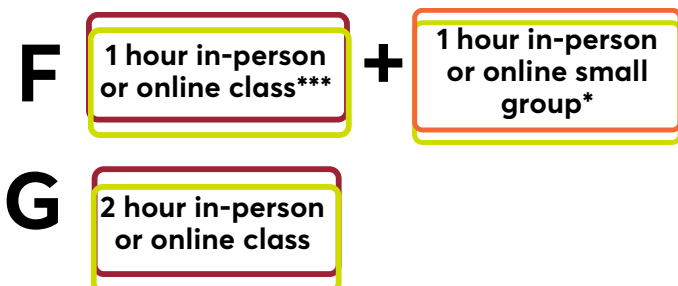 F
1 hour in-person
or online class***
+
1 hour in-person
or online small
group*
G
2 hour in-person
or online class